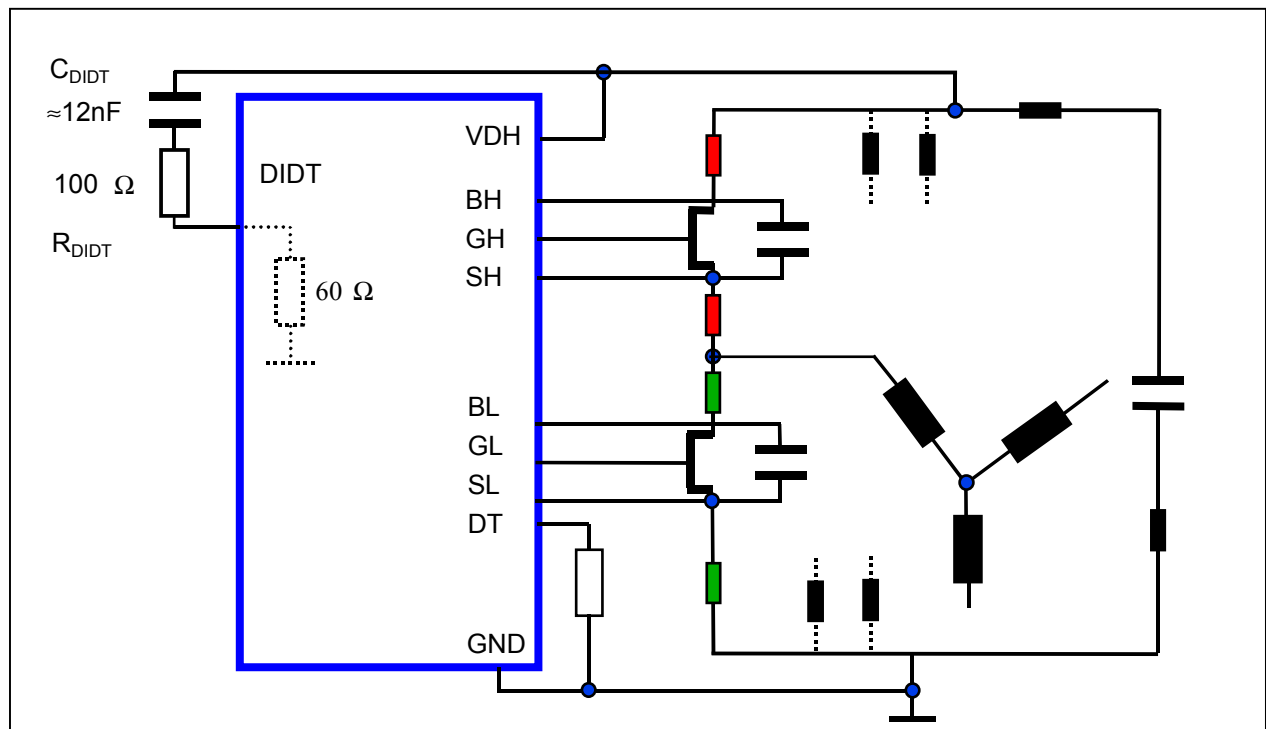 C_DIDT
≈12nF
100 Ω
R_DIDT
DIDT
60 Ω
VDH
BH
GH
SH
BL
GL
SL
DT
GND